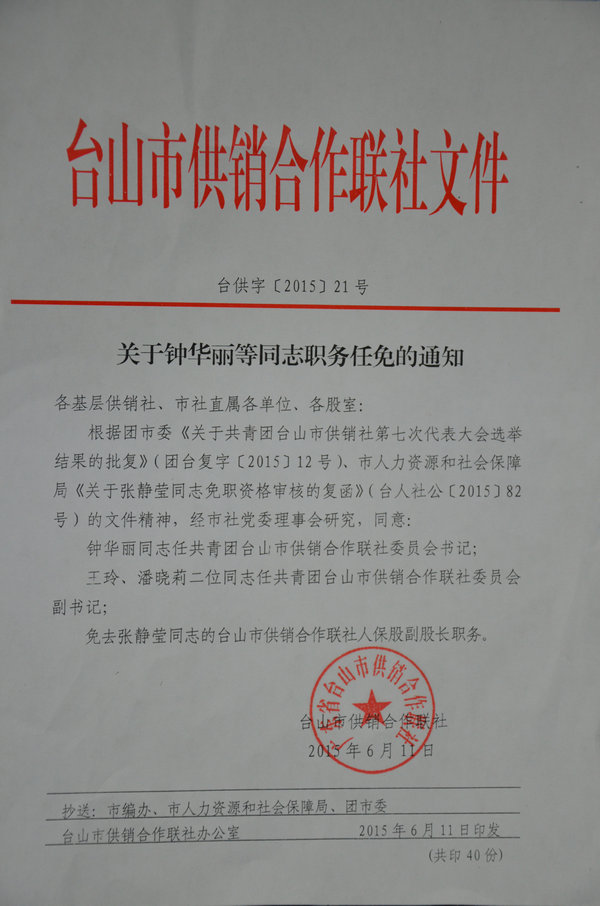 台山市供销合作联社文件
台供字〔2015〕21号
关于钟华丽等同志职务任免的通知
各基层供销社、市社直属各单位、各股室：
根据团市委《关于共青团台山市供销社第七次代表大会选举
结果的批复》（团台复字〔2015〕12号）、市人力资源和社会保障
局《关于张静莹同志免职资格审核的复函》（台人社公〔2015〕82
号）的文件精神，经市社党委理事会研究，同意：
钟华丽同志任共青团台山市供销合作联社委员会书记；
王玲、潘晓莉二位同志任共青团台山市供销合作联社委员会
副书记；
免去张静莹同志的台山市供销合作联社人保股副股长职务。
广东省台山市供销合作联社
台山市供销合作联社
2015年6月11日
抄送：市编办、市人力资源和社会保障局、团市委
台山市供销合作联社办公室 2015年6月11日印发
（共印40份）